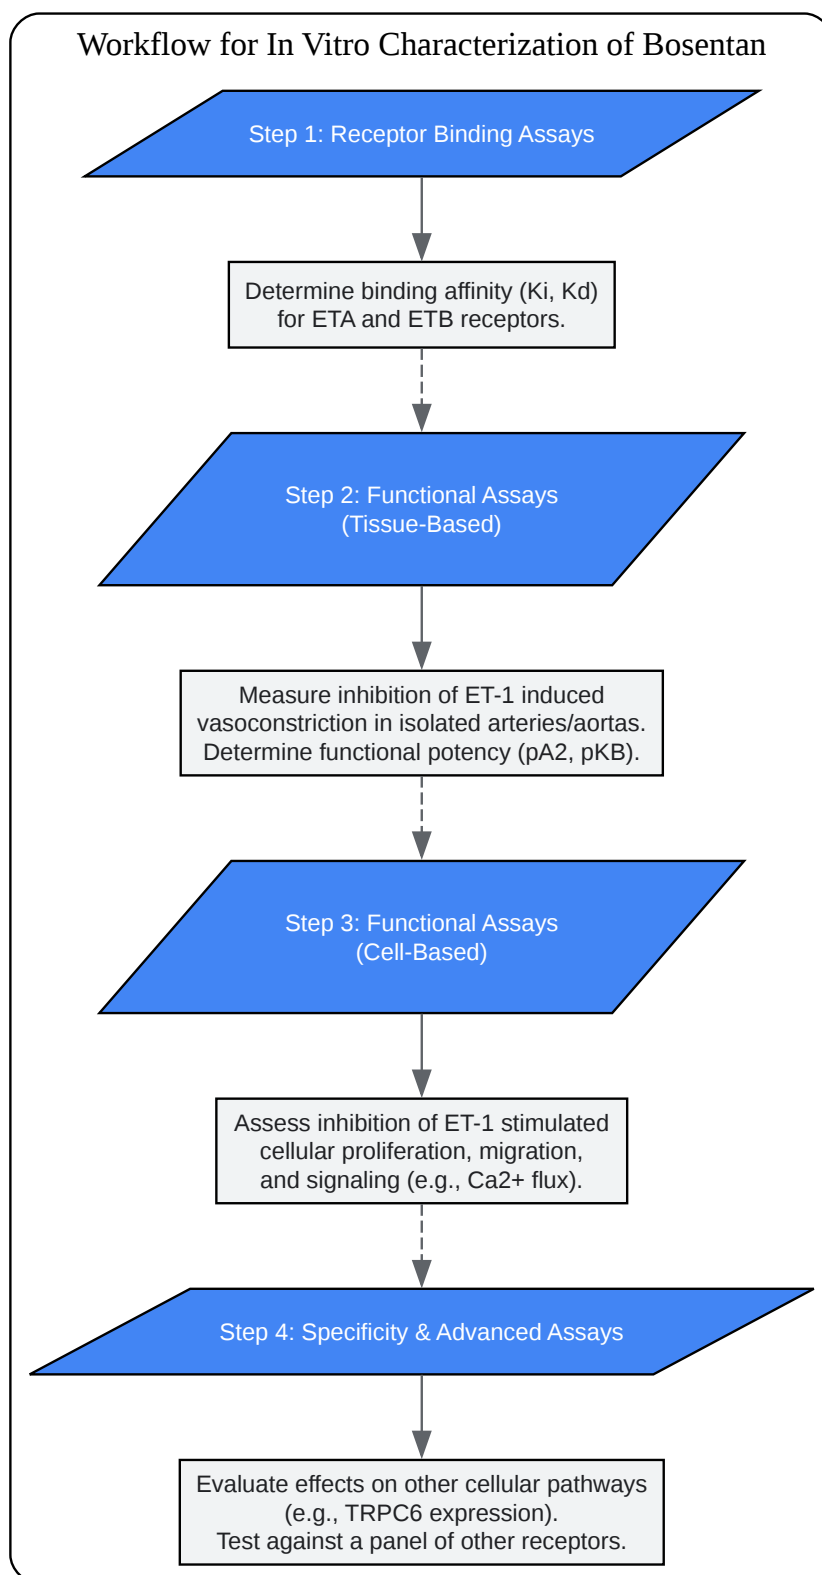 Workflow for In Vitro Characterization of Bosentan
Step 1: Receptor Binding Assays
Determine binding affinity (Ki, Kd)
for ETA and ETB receptors.
Step 2: Functional Assays
(Tissue-Based)
Measure inhibition of ET-1 induced
vasoconstriction in isolated arteries/aortas.
Determine functional potency (pA2, pKB).
Step 3: Functional Assays
(Cell-Based)
Assess inhibition of ET-1 stimulated
cellular proliferation, migration,
and signaling (e.g., Ca2+ flux).
Step 4: Specificity & Advanced Assays
Evaluate effects on other cellular pathways
(e.g., TRPC6 expression).
Test against a panel of other receptors.